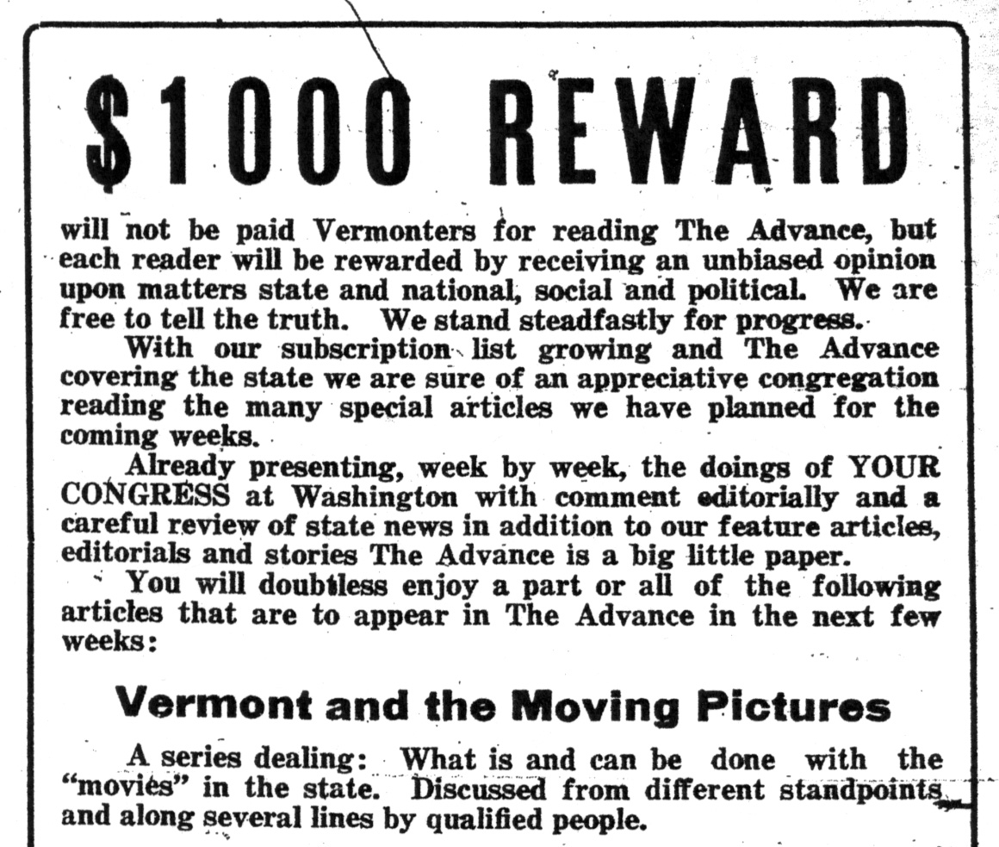 $1000 REWARD
will not be paid Vermonters for reading The Advance, but
each reader will be rewarded by receiving an unbiased opinion
upon matters state and national, social and political. We are
free to tell the truth. We stand steadfastly for progress.
With our subscription list growing and The Advance
covering the state we are sure of an appreciative congregation
reading the many special articles we have planned for the
coming weeks.
Already presenting, week by week, the doings of YOUR
CONGRESS at Washington with comment editorially and a
careful review of state news in addition to our feature articles,
editorials and stories The Advance is a big little paper.
You will doubtless enjoy a part or all of the following
articles that are to appear in The Advance in the next few
weeks:
Vermont and the Moving Pictures
A series dealing: What is and can be done with the
“movies” in the state. Discussed from different standpoints
and along several lines by qualified people.